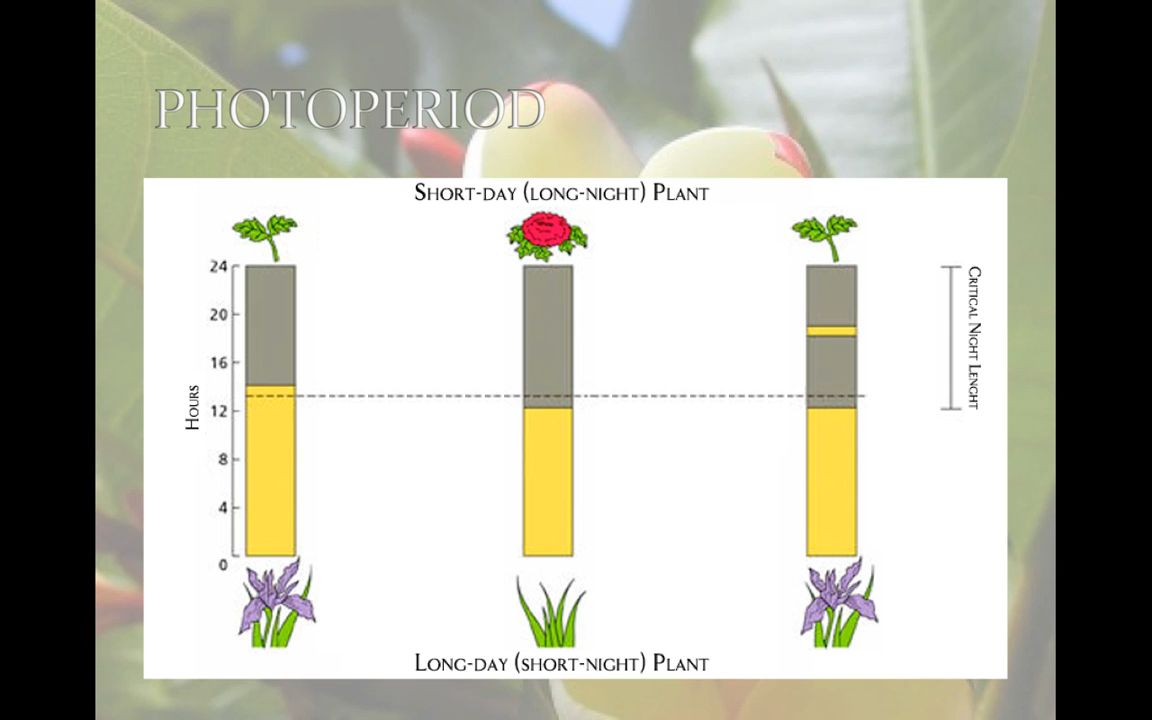 PHOTOPERIOD
SHORT-DAY (LONG-NIGHT) PLANT
24
20
16
12
8
4
0
HOURS
CRITICAL NIGHT LENGHT
LONG-DAY (SHORT-NIGHT) PLANT